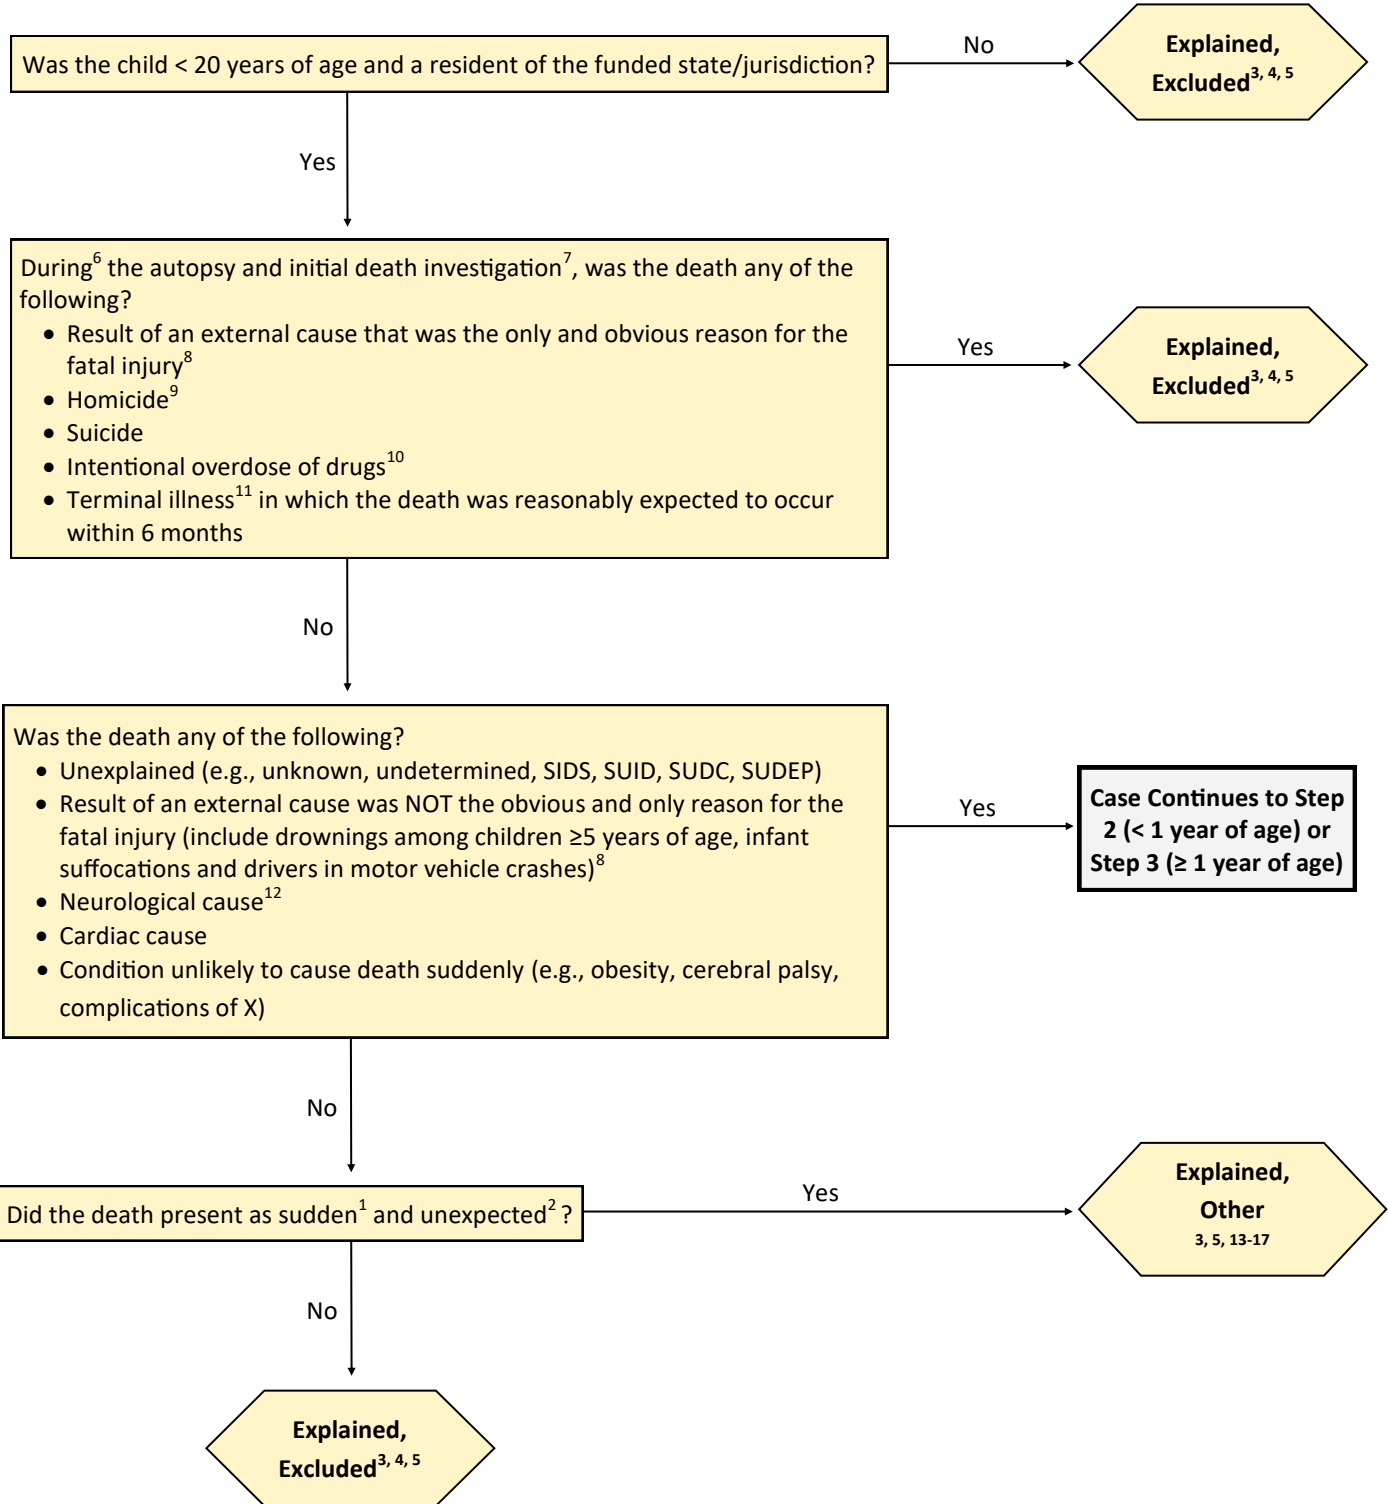 Was the child < 20 years of age and a resident of the funded state/jurisdiction?
No
Explained,
Excluded3, 4, 5
Yes
During6 the autopsy and initial death investigation7, was the death any of the
following?
• Result of an external cause that was the only and obvious reason for the
fatal injury8
• Homicide9
• Suicide
• Intentional overdose of drugs10
• Terminal illness11 in which the death was reasonably expected to occur
within 6 months
Yes
Explained,
Excluded3, 4, 5
No
Was the death any of the following?
• Unexplained (e.g., unknown, undetermined, SIDS, SUID, SUDC, SUDEP)
• Result of an external cause was NOT the obvious and only reason for the
fatal injury (include drownings among children ≥5 years of age, infant
suffocations and drivers in motor vehicle crashes)8
• Neurological cause12
• Cardiac cause
• Condition unlikely to cause death suddenly (e.g., obesity, cerebral palsy,
complications of X)
Yes
Case Continues to Step
2 (< 1 year of age) or
Step 3 (≥ 1 year of age)
No
Did the death present as sudden1 and unexpected2 ?
Yes
Explained,
Other
3, 5, 13-17
No
Explained,
Excluded3, 4, 5